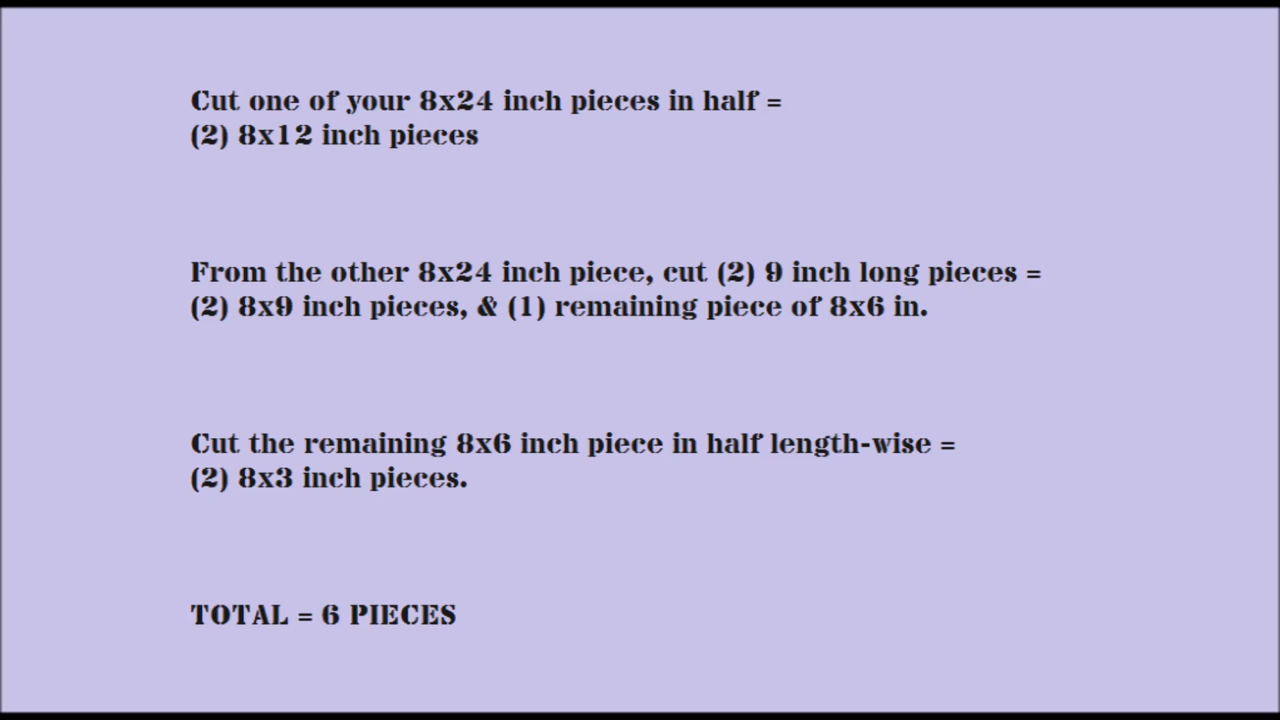 Cut one of your 8x24 inch pieces in half =
(2) 8x12 inch pieces
From the other 8x24 inch piece, cut (2) 9 inch long pieces =
(2) 8x9 inch pieces, & (1) remaining piece of 8x6 in.
Cut the remaining 8x6 inch piece in half length-wise =
(2) 8x3 inch pieces.
TOTAL = 6 PIECES